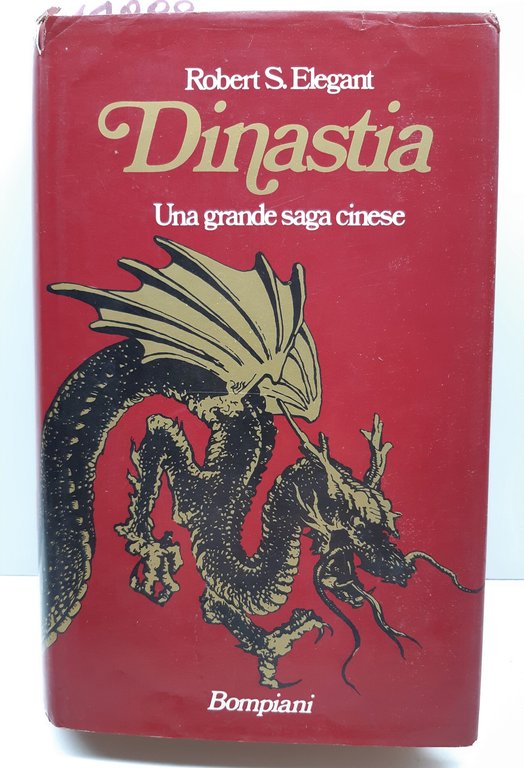 Robert S. Elegant
Dinastia
Una grande saga cinese
Bompiani